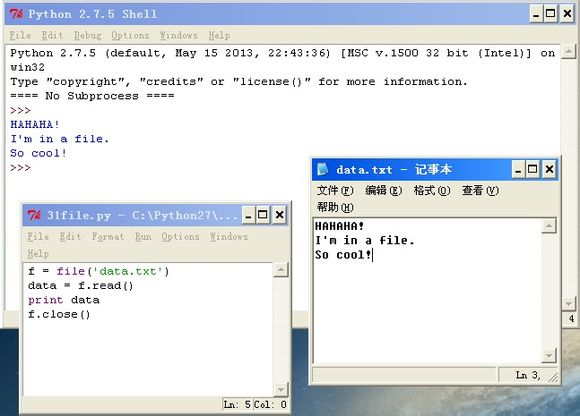 Python 2.7.5 Shell
File Edit Debug Options Windows Help
Python 2.7.5 (default, May 15 2013, 22:43:36) [MSC v.1500 32 bit (Intel)] on
win32
Type "copyright", "credits" or "license()" for more information.
==== No Subprocess ====
>>>
HAHAHA!
I'm in a file.
So cool!
>>>
4
31file.py - C:\Python27\...
File Edit Format Run Options Windows
Help
f = file('data.txt')
data = f.read()
print data
f.close()
Ln: 5 Col: 0
data.txt - 记事本
文件(F) 编辑(E) 格式(O) 查看(V)
帮助(H)
HAHAHA!
I'm in a file.
So cool!
Ln 3,